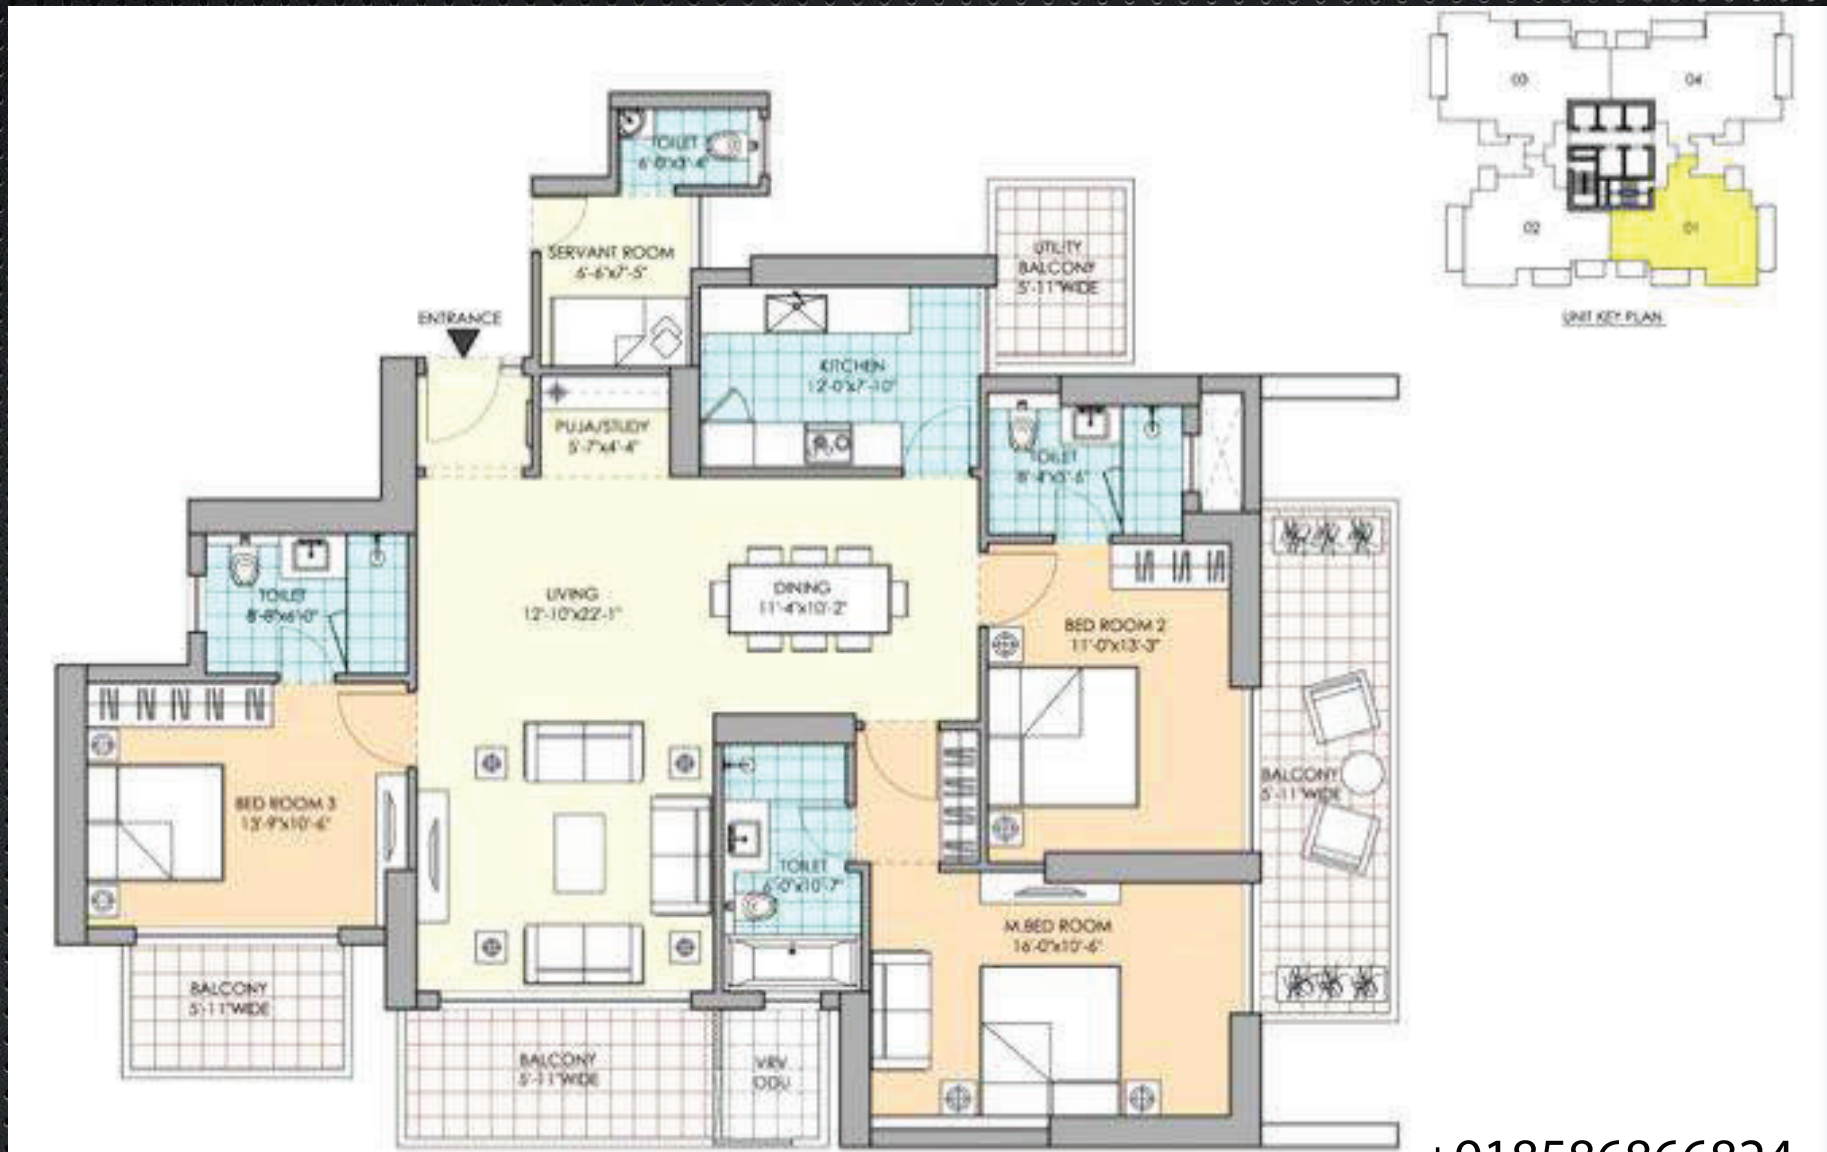 03
04
02
01
UNIT KEY PLAN
TOILET
6'-0"x3'-4"
SERVANT ROOM
6'-6"x7'-5"
UTILITY
BALCONY
5'-11"WIDE
ENTRANCE
KITCHEN
12'-0"x7'-10"
PUJA/STUDY
5'-7"x4'-4"
TOILET
8'-4"x5'-6"
TOILET
8'-8"x6'-0"
LIVING
12'-10"x22'-1"
DINING
11'-4"x10'-2"
BED ROOM 2
11'-0"x13'-3"
BED ROOM 3
13'-9"x10'-6"
BALCONY
5'-11"WIDE
TOILET
6'-0"x10'-7"
M.BED ROOM
16'-0"x10'-6"
BALCONY
5'-11"WIDE
BALCONY
5'-11"WIDE
VRV
ODU
+918586866824